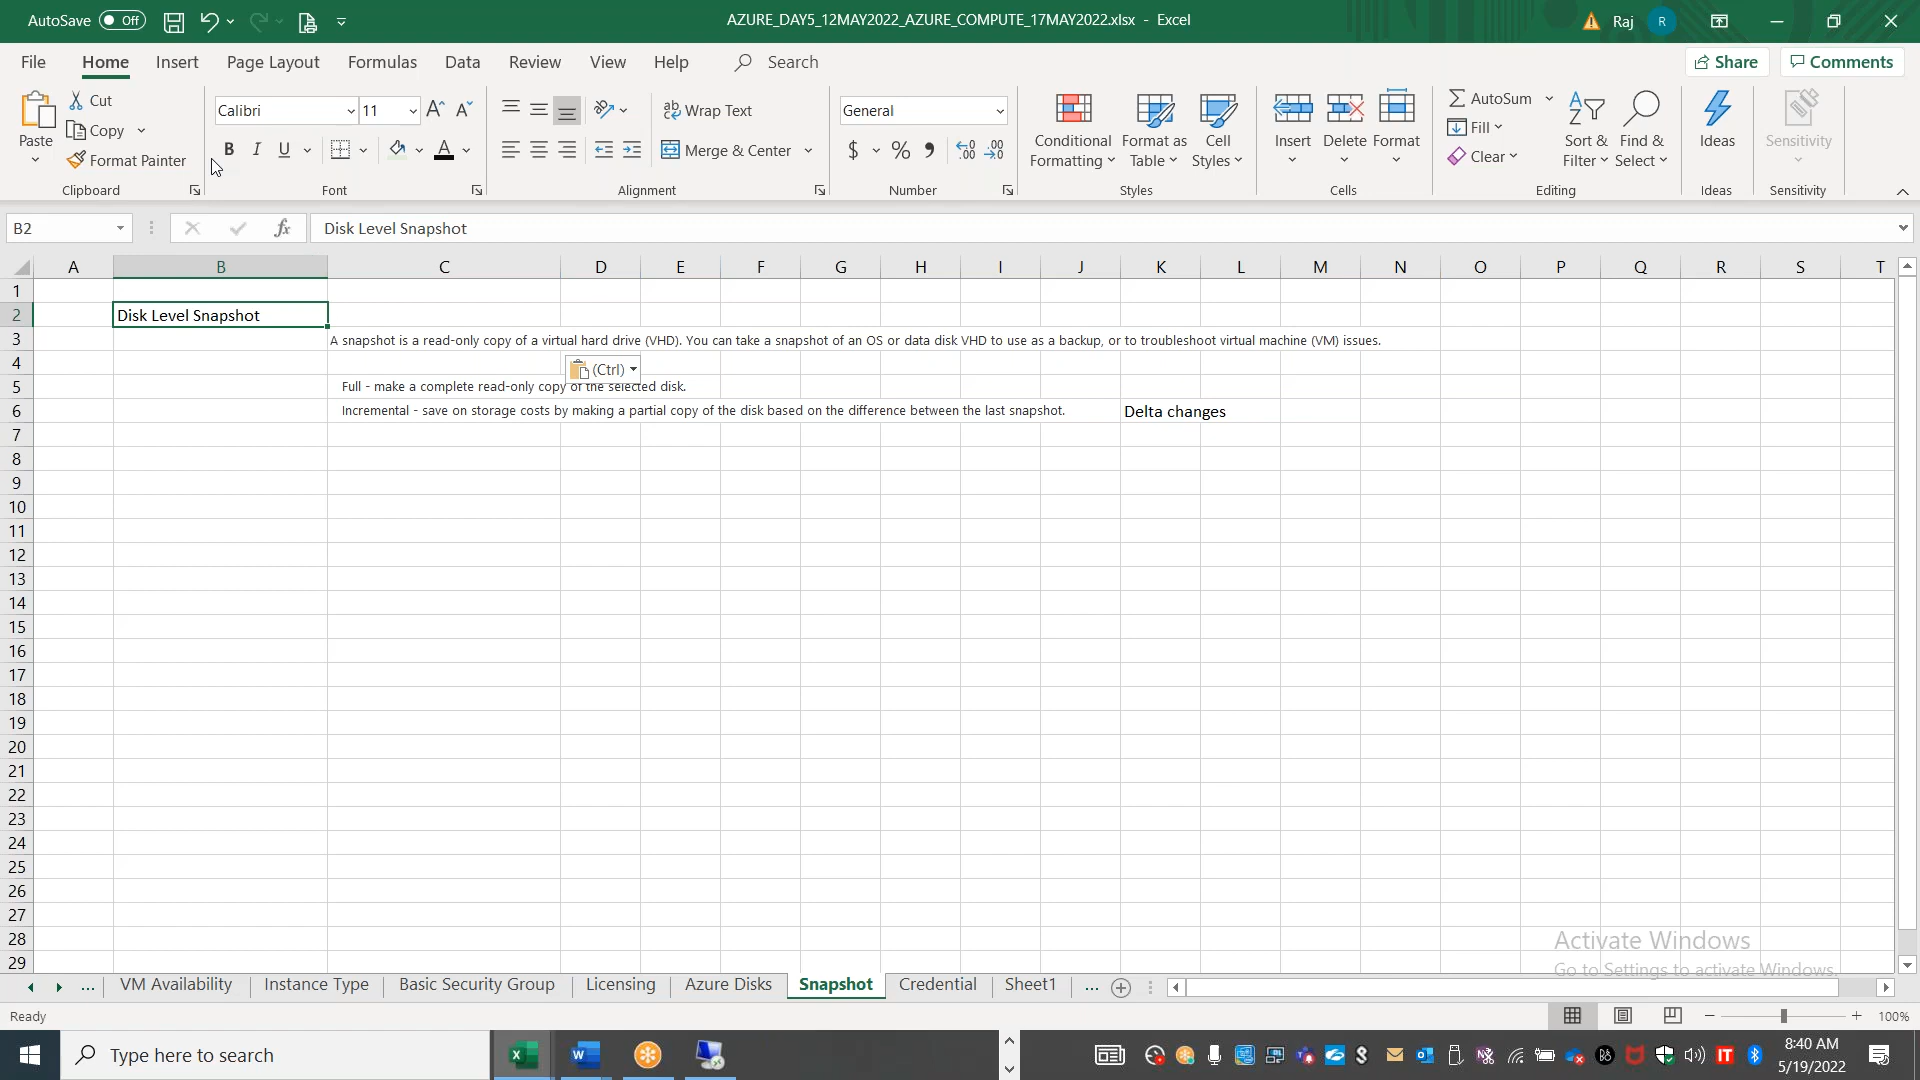 AutoSave Off AZURE_DAY5_12MAY2022_AZURE_COMPUTE_17MAY2022.xlsx - Excel Raj R
File Home Insert Page Layout Formulas Data Review View Help Search Share Comments
Paste Cut Copy Format Painter Clipboard
Calibri 11 B I U A Font
Wrap Text Merge & Center Alignment
General $ % Number
Conditional Formatting Format as Table Cell Styles Styles
Insert Delete Format Cells
AutoSum Fill Clear Sort & Filter Find & Select Editing
Ideas Ideas
Sensitivity Sensitivity
B2 fx Disk Level Snapshot
A B C D E F G H I J K L M N O P Q R S T
1
2 Disk Level Snapshot
3 A snapshot is a read-only copy of a virtual hard drive (VHD). You can take a snapshot of an OS or data disk VHD to use as a backup, or to troubleshoot virtual machine (VM) issues.
4 (Ctrl)
5 Full - make a complete read-only copy of the selected disk.
6 Incremental - save on storage costs by making a partial copy of the disk based on the difference between the last snapshot. Delta changes
7
8
9
10
11
12
13
14
15
16
17
18
19
20
21
22
23
24
25
26
27
28
29
Activate Windows
Go to Settings to activate Windows.
... VM Availability Instance Type Basic Security Group Licensing Azure Disks Snapshot Credential Sheet1 ...
Ready 100%
Type here to search 8:40 AM
5/19/2022